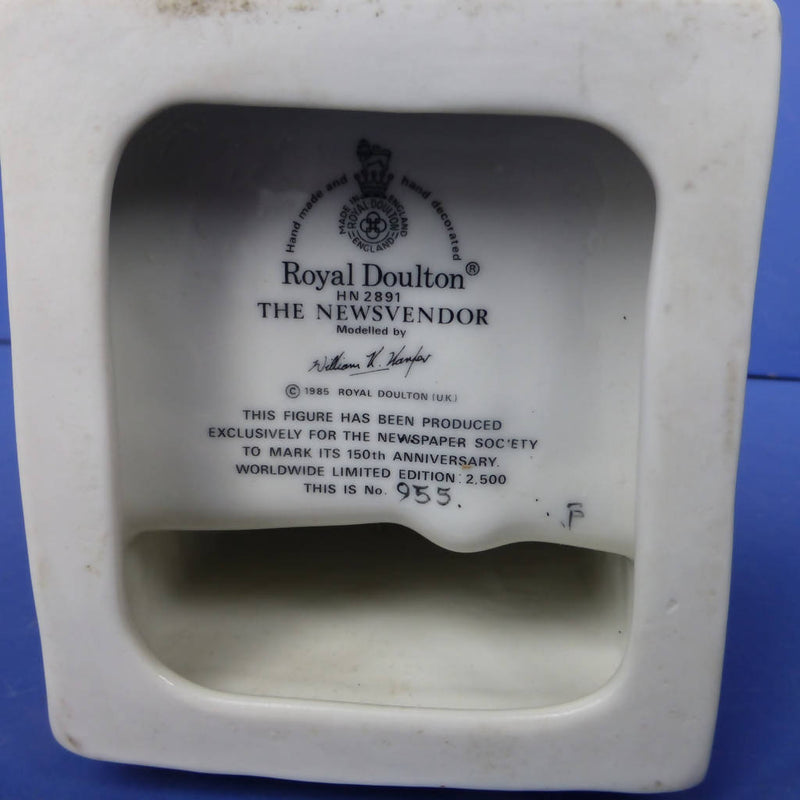 Hand made and hand decorated
MADE IN ENGLAND
ROYAL DOULTON
ENGLAND
Royal Doulton®
HN 2891
THE NEWSVENDOR
Modelled by
William K. Harper
© 1985 ROYAL DOULTON (U.K.)
THIS FIGURE HAS BEEN PRODUCED
EXCLUSIVELY FOR THE NEWSPAPER SOC'ETY
TO MARK ITS 150th ANNIVERSARY.
WORLDWIDE LIMITED EDITION: 2,500
THIS IS No. 955.
F